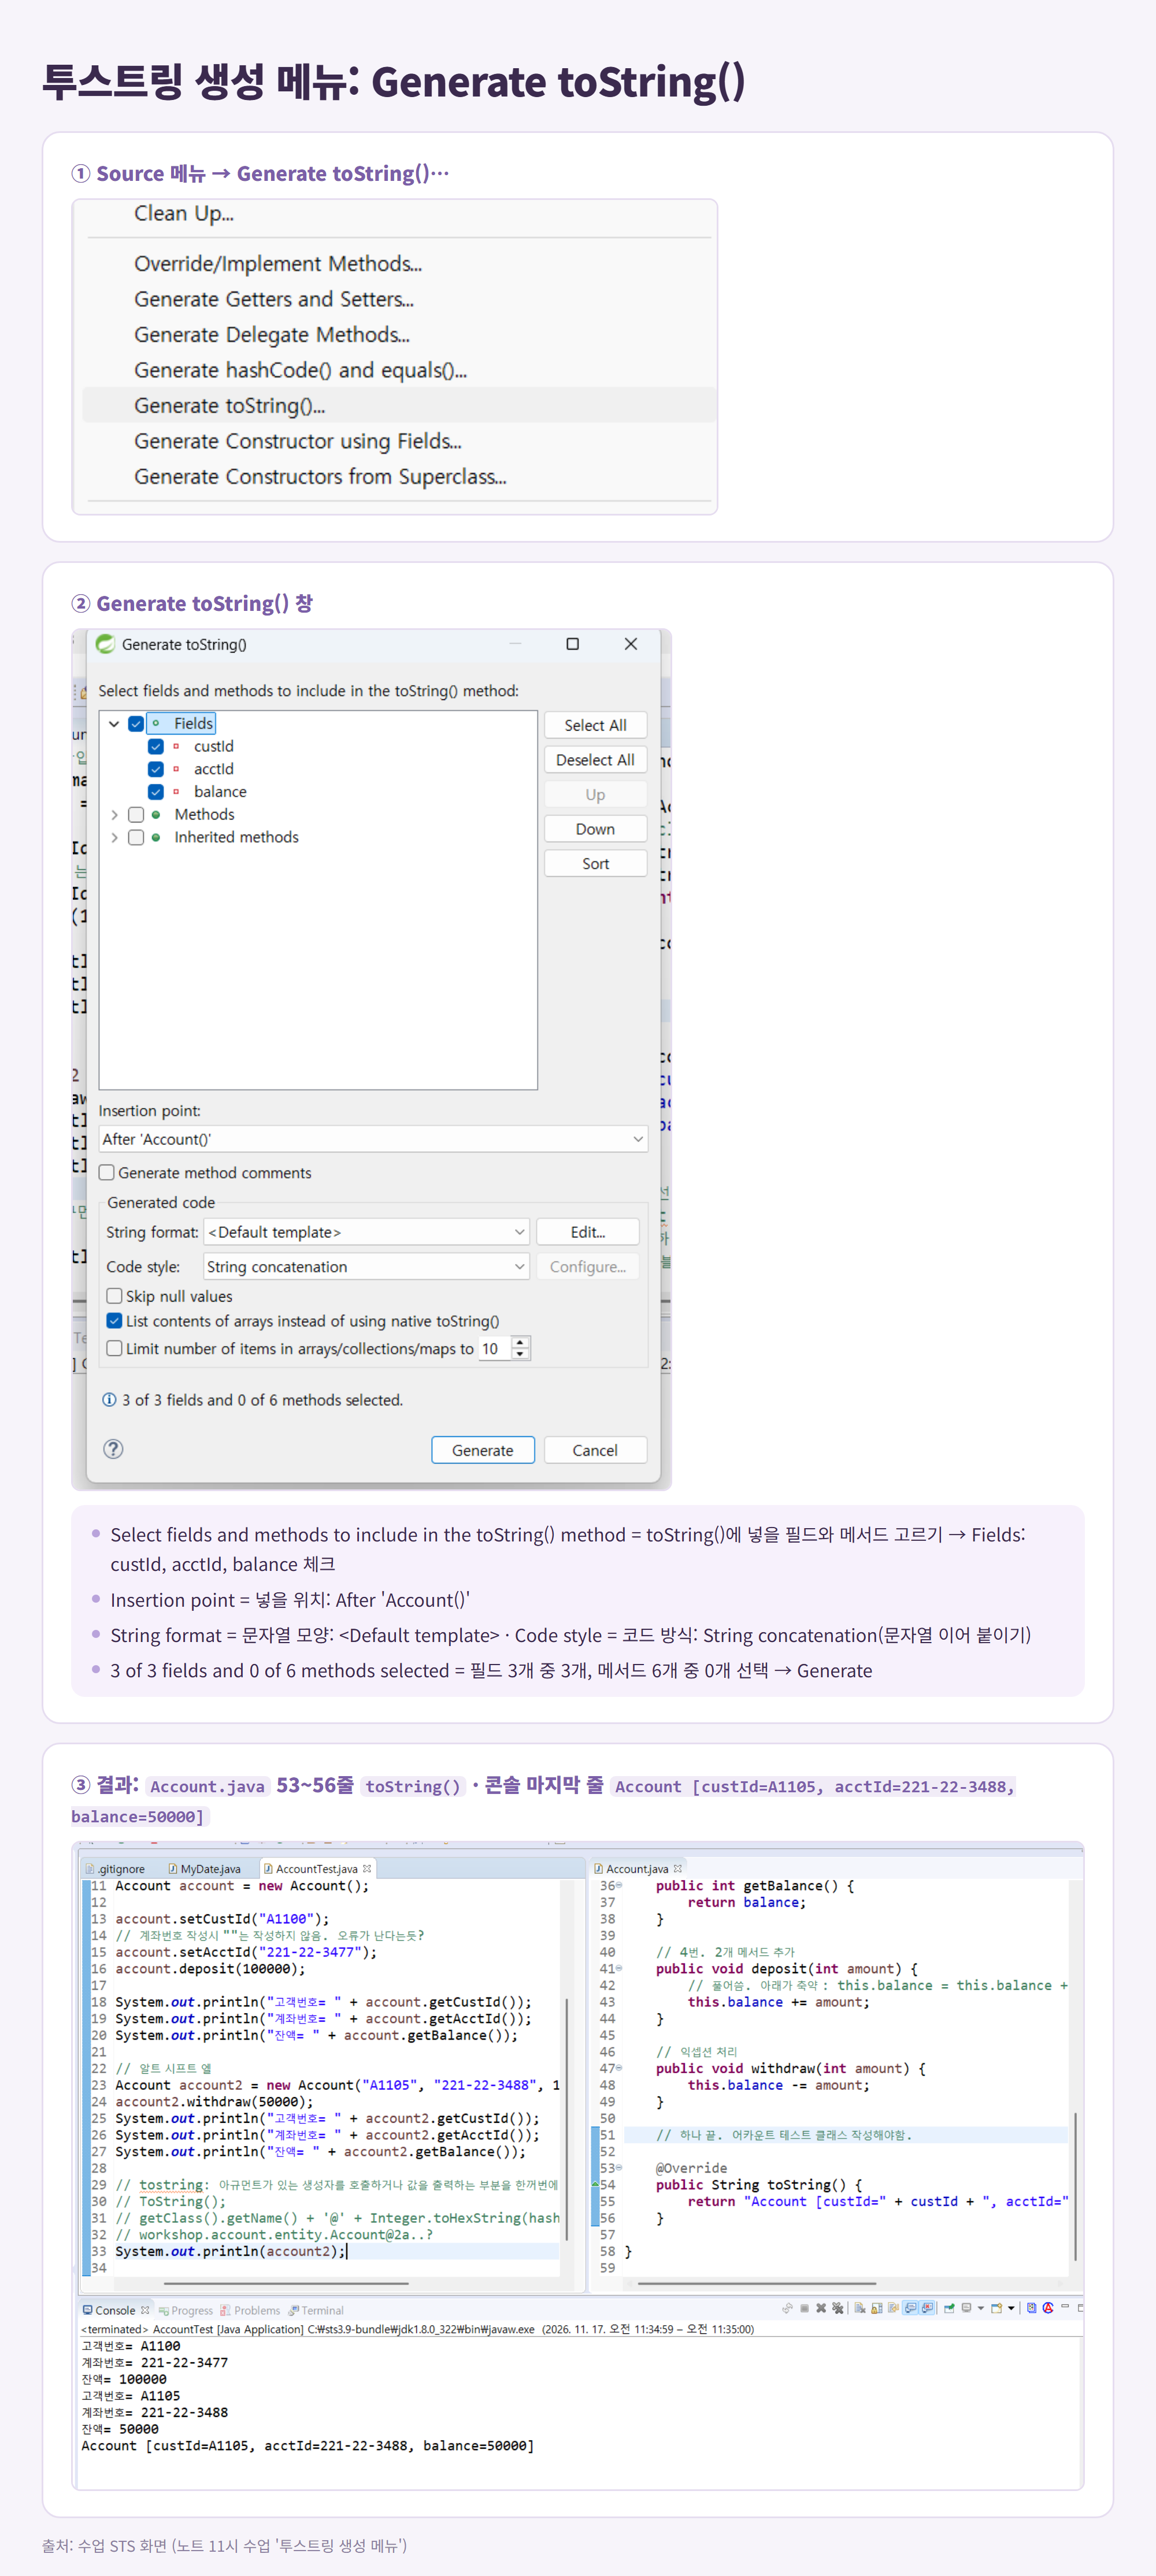 투스트링 생성 메뉴: Generate toString()
① Source 메뉴 → Generate toString()…
Clean Up...
Override/Implement Methods...
Generate Getters and Setters...
Generate Delegate Methods...
Generate hashCode() and equals()...
Generate toString()...
Generate Constructor using Fields...
Generate Constructors from Superclass...
② Generate toString() 창
Generate toString()
Select fields and methods to include in the toString() method:
Fields
custId
acctId
balance
Methods
Inherited methods
Select All
Deselect All
Up
Down
Sort
Insertion point:
After 'Account()'
Generate method comments
Generated code
String format: <Default template> Edit...
Code style: String concatenation Configure...
Skip null values
List contents of arrays instead of using native toString()
Limit number of items in arrays/collections/maps to 10
3 of 3 fields and 0 of 6 methods selected.
Generate Cancel
Select fields and methods to include in the toString() method = toString()에 넣을 필드와 메서드 고르기 → Fields:
custId, acctId, balance 체크
Insertion point = 넣을 위치: After 'Account()'
String format = 문자열 모양: <Default template> · Code style = 코드 방식: String concatenation(문자열 이어 붙이기)
3 of 3 fields and 0 of 6 methods selected = 필드 3개 중 3개, 메서드 6개 중 0개 선택 → Generate
③ 결과: Account.java 53~56줄 toString() · 콘솔 마지막 줄 Account [custId=A1105, acctId=221-22-3488,
balance=50000]
.gitignore MyDate.java AccountTest.java
11 Account account = new Account();
12
13 account.setCustId("A1100");
14 // 계좌번호 작성시 ""는 작성하지 않음. 오류가 난다는듯?
15 account.setAcctId("221-22-3477");
16 account.deposit(100000);
17
18 System.out.println("고객번호= " + account.getCustId());
19 System.out.println("계좌번호= " + account.getAcctId());
20 System.out.println("잔액= " + account.getBalance());
21
22 // 알트 시프트 엘
23 Account account2 = new Account("A1105", "221-22-3488", 1
24 account2.withdraw(50000);
25 System.out.println("고객번호= " + account2.getCustId());
26 System.out.println("계좌번호= " + account2.getAcctId());
27 System.out.println("잔액= " + account2.getBalance());
28
29 // tostring: 아규먼트가 있는 생성자를 호출하거나 값을 출력하는 부분을 한꺼번에
30 // ToString();
31 // getClass().getName() + '@' + Integer.toHexString(hash
32 // workshop.account.entity.Account@2a..?
33 System.out.println(account2);
34
Account.java
36 public int getBalance() {
37 return balance;
38 }
39
40 // 4번. 2개 메서드 추가
41 public void deposit(int amount) {
42 // 풀어씀. 아래가 축약 : this.balance = this.balance +
43 this.balance += amount;
44 }
45
46 // 익셉션 처리
47 public void withdraw(int amount) {
48 this.balance -= amount;
49 }
50
51 // 하나 끝. 어카운트 테스트 클래스 작성해야함.
52
53 @Override
54 public String toString() {
55 return "Account [custId=" + custId + ", acctId="
56 }
57
58 }
59
Console Progress Problems Terminal
<terminated> AccountTest [Java Application] C:₩sts3.9-bundle₩jdk1.8.0_322₩bin₩javaw.exe (2026. 11. 17. 오전 11:34:59 – 오전 11:35:00)
고객번호= A1100
계좌번호= 221-22-3477
잔액= 100000
고객번호= A1105
계좌번호= 221-22-3488
잔액= 50000
Account [custId=A1105, acctId=221-22-3488, balance=50000]
출처: 수업 STS 화면 (노트 11시 수업 '투스트링 생성 메뉴')